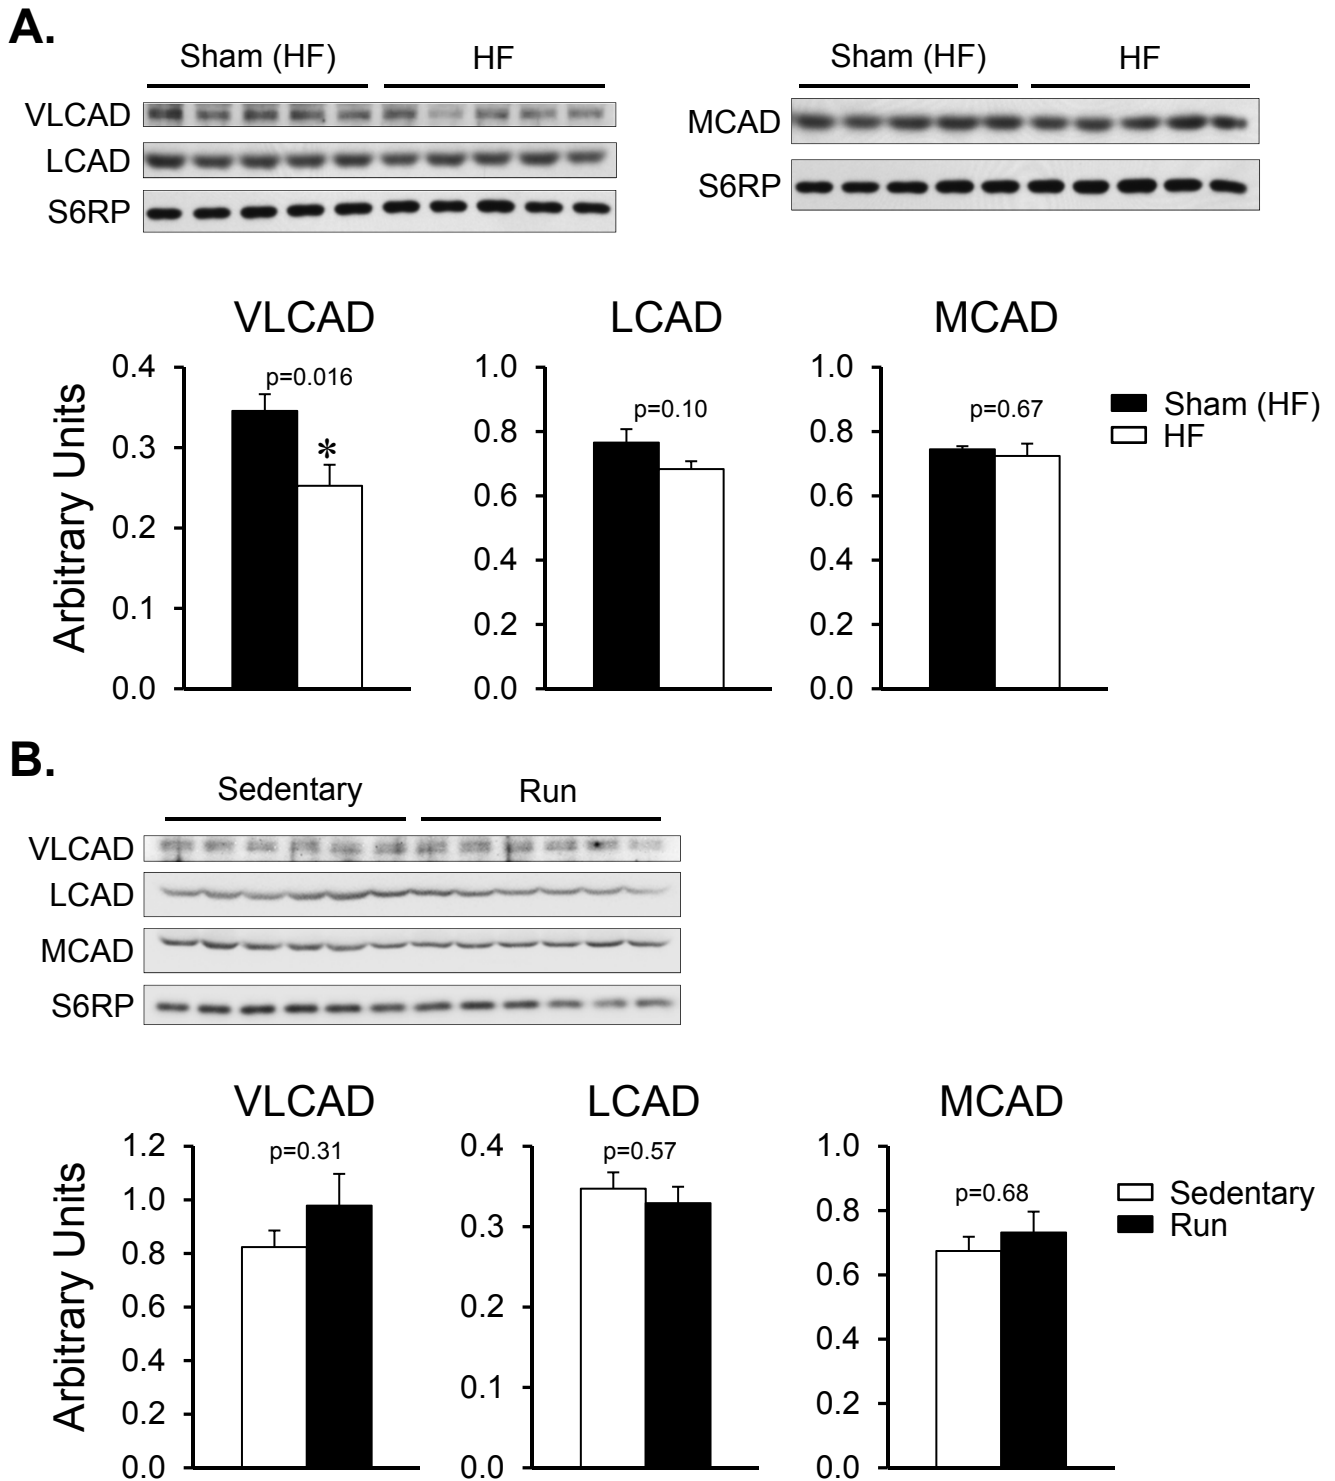 A.
Sham (HF) HF
VLCAD
LCAD
S6RP
Sham (HF) HF
MCAD
S6RP
VLCAD
Arbitrary Units
0.4
0.3
0.2
0.1
0.0
p=0.016
*
LCAD
1.0
0.8
0.6
0.4
0.2
0.0
p=0.10
MCAD
1.0
0.8
0.6
0.4
0.2
0.0
p=0.67
Sham (HF)
HF
B.
Sedentary Run
VLCAD
LCAD
MCAD
S6RP
VLCAD
Arbitrary Units
1.2
1.0
0.8
0.6
0.4
0.2
0.0
p=0.31
LCAD
0.4
0.3
0.2
0.1
0.0
p=0.57
MCAD
1.0
0.8
0.6
0.4
0.2
0.0
p=0.68
Sedentary
Run